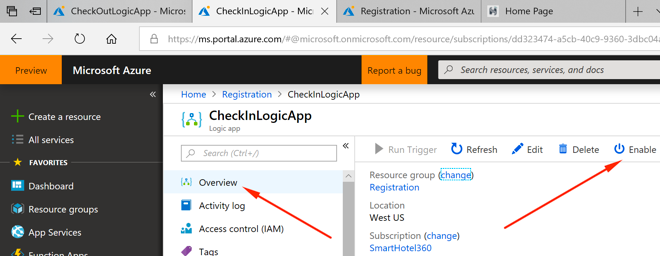 CheckOutLogicApp - Micros
CheckInLogicApp - Micr
Registration - Microsoft Azu
Home Page
https://ms.portal.azure.com/#@microsoft.onmicrosoft.com/resource/subscriptions/dd323474-a5cb-40c9-9360-3dbc04a
Preview
Microsoft Azure
Report a bug
Search resources, services, and docs
Create a resource
All services
FAVORITES
Dashboard
Resource groups
App Services
Function Apps
Home > Registration > CheckInLogicApp
CheckInLogicApp
Logic app
Search (Ctrl+/)
Overview
Activity log
Access control (IAM)
Tags
Run Trigger
Refresh
Edit
Delete
Enable
Resource group (change)
Registration
Location
West US
Subscription (change)
SmartHotel360